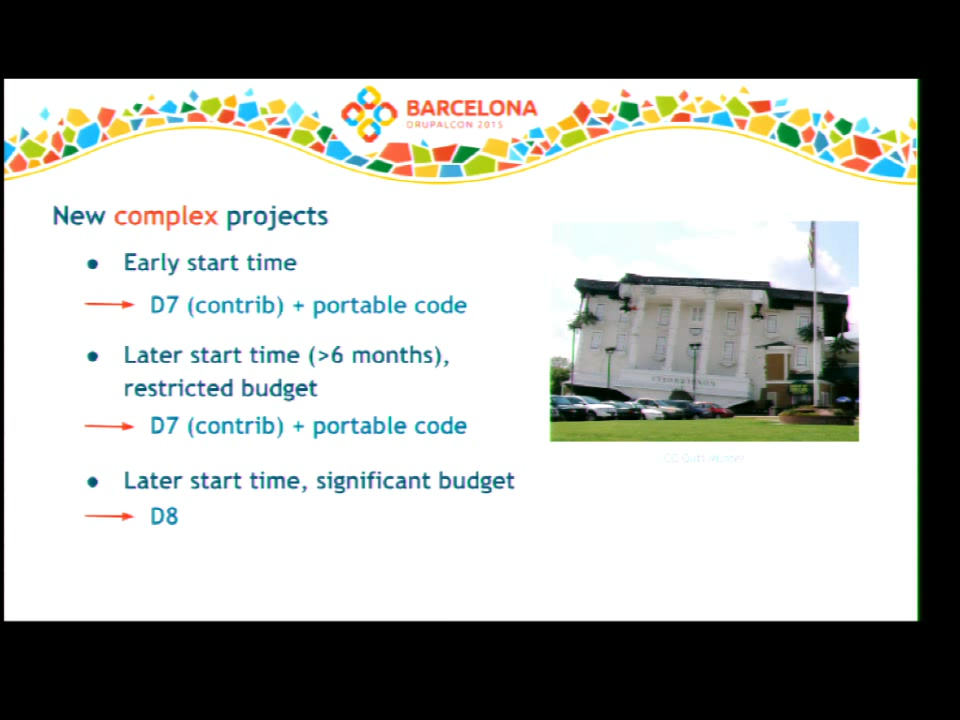 BARCELONA
DRUPALCON 2015
New complex projects
● Early start time
D7 (contrib) + portable code
● Later start time (>6 months),
restricted budget
D7 (contrib) + portable code
● Later start time, significant budget
D8